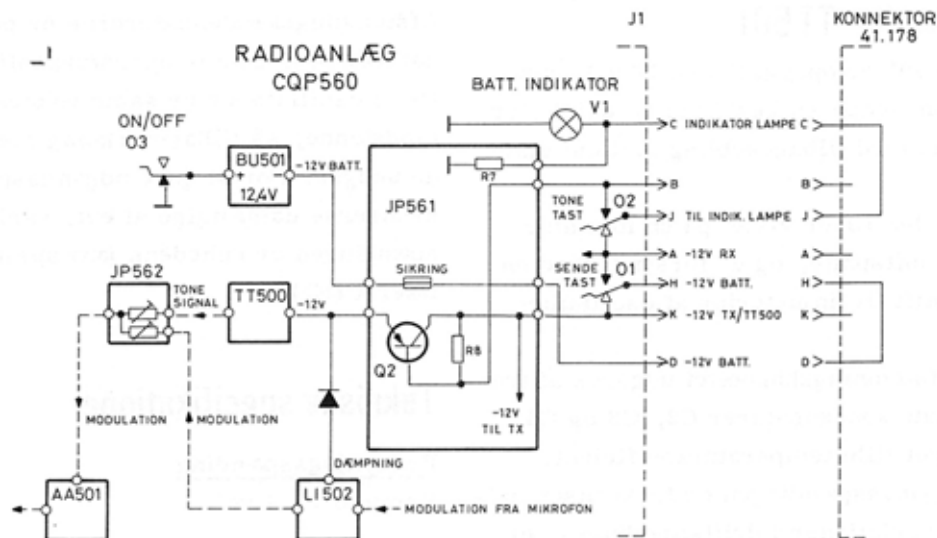 RADIOANLÆG
CQP560
J1
KONNEKTOR
41.178
BATT. INDIKATOR
V1
ON/OFF
O3
BU501
+ -
12,4V
-12V BATT.
JP561
R7
C INDIKATOR LAMPE C
B B
TONE
TAST
O2
J TIL INDIK. LAMPE J
A -12V RX A
SENDE
TAST
O1
H -12V BATT. H
K -12V TX/TT500 K
D -12V BATT. D
SIKRING
JP562
TONE
SIGNAL
TT500
-12V
Q2
R8
-12V
TIL TX
MODULATION
MODULATION
DÆMPNING
AA501
LI502
MODULATION FRA MIKROFON